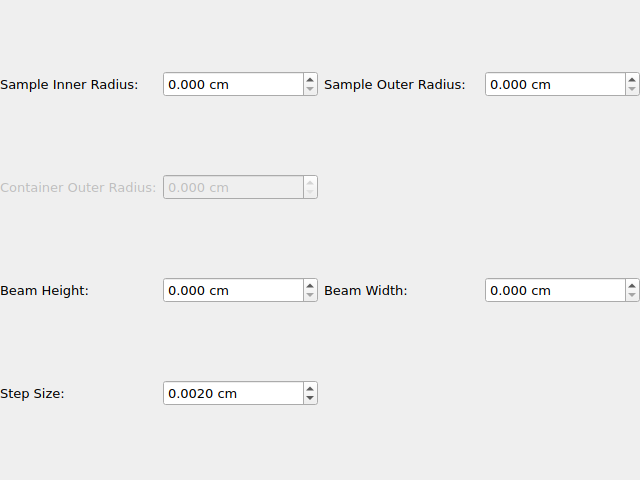 Sample Inner Radius: 0.000 cm Sample Outer Radius: 0.000 cm
Container Outer Radius: 0.000 cm
Beam Height: 0.000 cm Beam Width: 0.000 cm
Step Size: 0.0020 cm